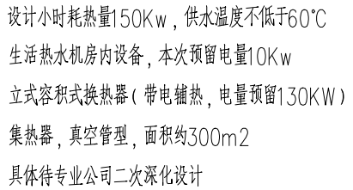 设计小时耗热量150Kw，供水温度不低于60℃
生活热水机房内设备，本次预留电量10Kw
立式容积式换热器(带电辅热，电量预留130KW)
集热器，真空管型，面积约300m2
具体待专业公司二次深化设计